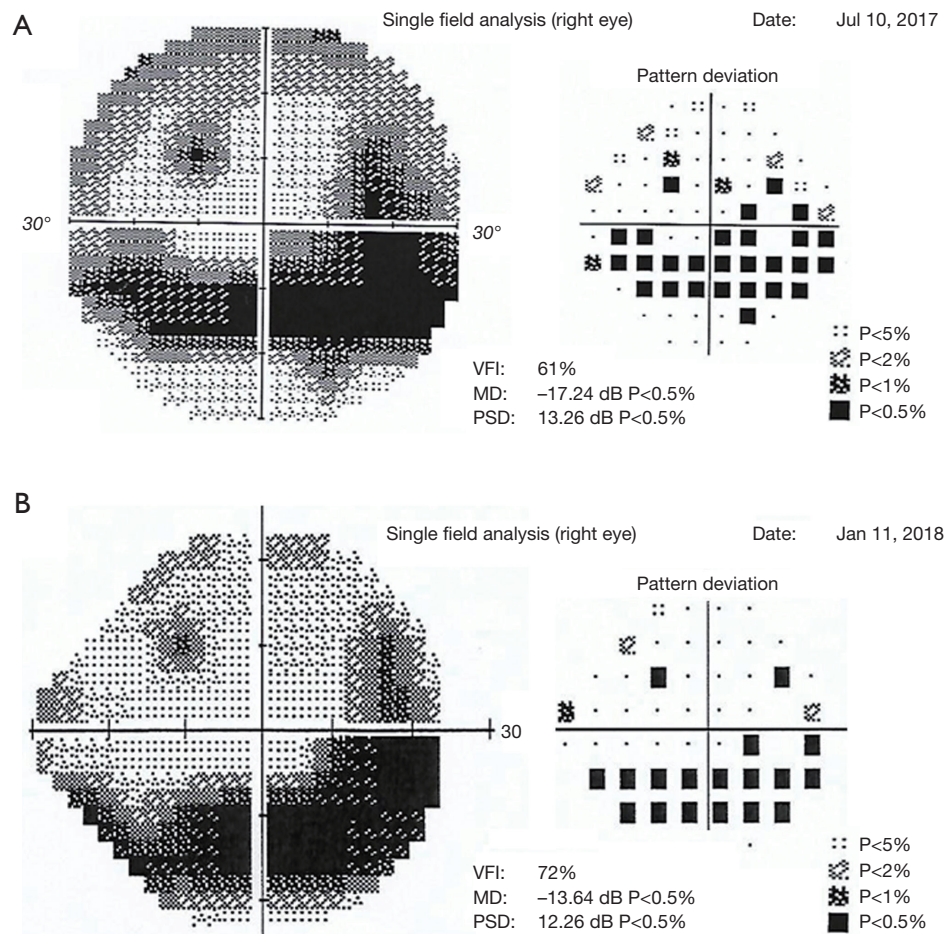 A
Single field analysis (right eye) Date: Jul 10, 2017
Pattern deviation
30°
30°
P<5%
P<2%
P<1%
P<0.5%
VFI: 61%
MD: –17.24 dB P<0.5%
PSD: 13.26 dB P<0.5%
B
Single field analysis (right eye) Date: Jan 11, 2018
Pattern deviation
30
P<5%
P<2%
P<1%
P<0.5%
VFI: 72%
MD: –13.64 dB P<0.5%
PSD: 12.26 dB P<0.5%